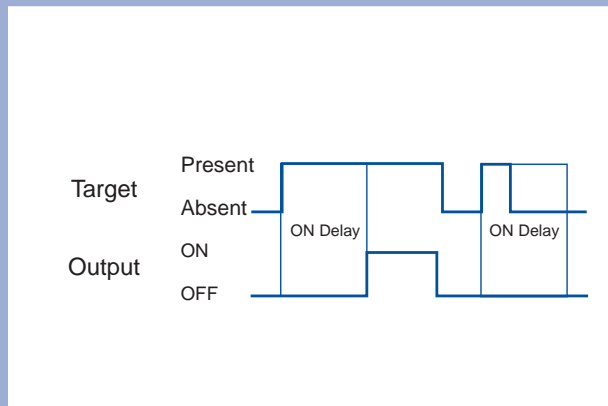 Target
Present
Absent
ON Delay
ON Delay
Output
ON
OFF